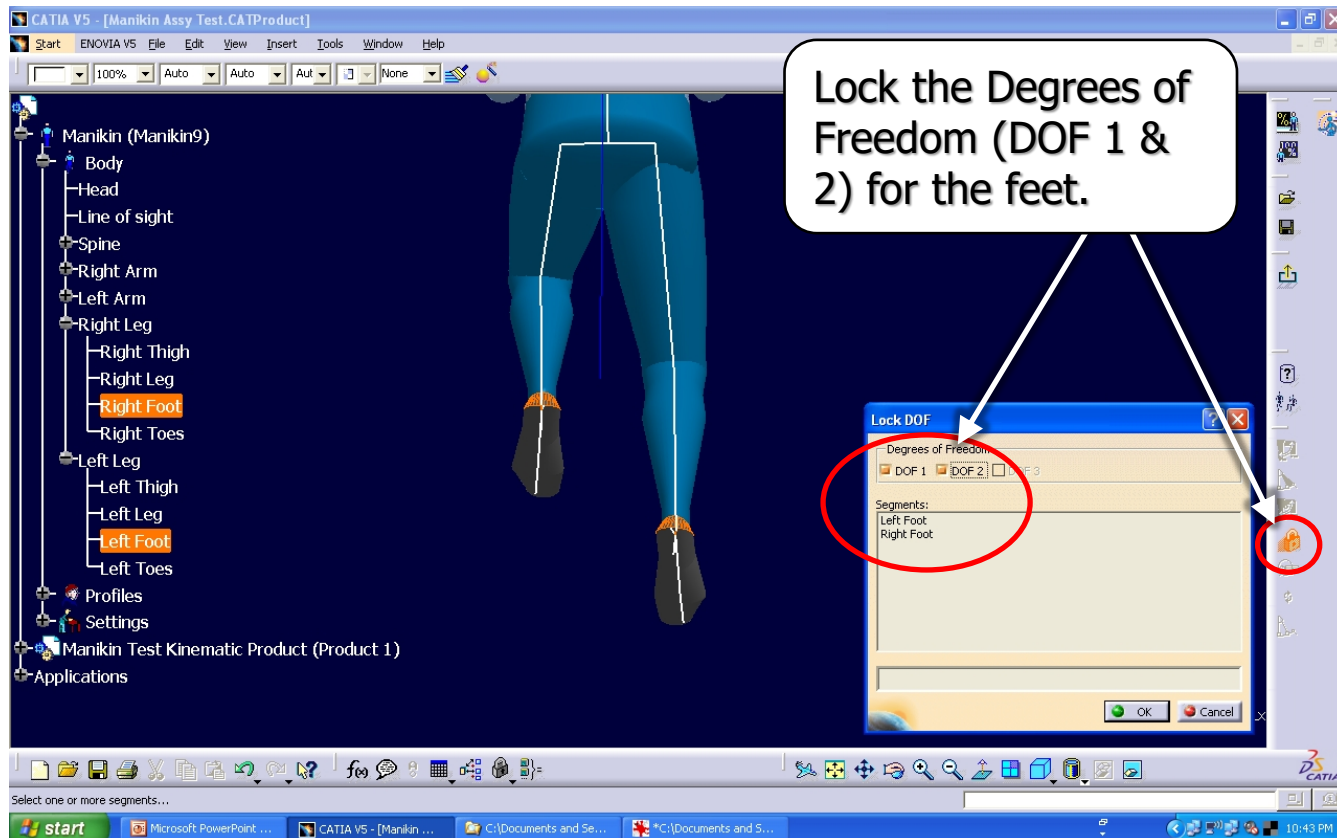 CATIA V5 - [Manikin Assy Test.CATProduct]
Start ENOVIA V5 File Edit View Insert Tools Window Help
100% Auto Auto Aut None
Lock the Degrees of
Freedom (DOF 1 &
2) for the feet.
Manikin (Manikin9)
Body
Head
Line of sight
Spine
Right Arm
Left Arm
Right Leg
Right Thigh
Right Leg
Right Foot
Right Toes
Left Leg
Left Thigh
Left Leg
Left Foot
Left Toes
Profiles
Settings
Manikin Test Kinematic Product (Product 1)
Applications
Lock DOF
Degrees of Freedom
DOF 1 DOF 2 DOF 3
Segments:
Left Foot
Right Foot
OK Cancel
f(x)
CATIA
Select one or more segments...
start Microsoft PowerPoint ... CATIA V5 - [Manikin ... C:\Documents and Se... *C:\Documents and S... 10:43 PM